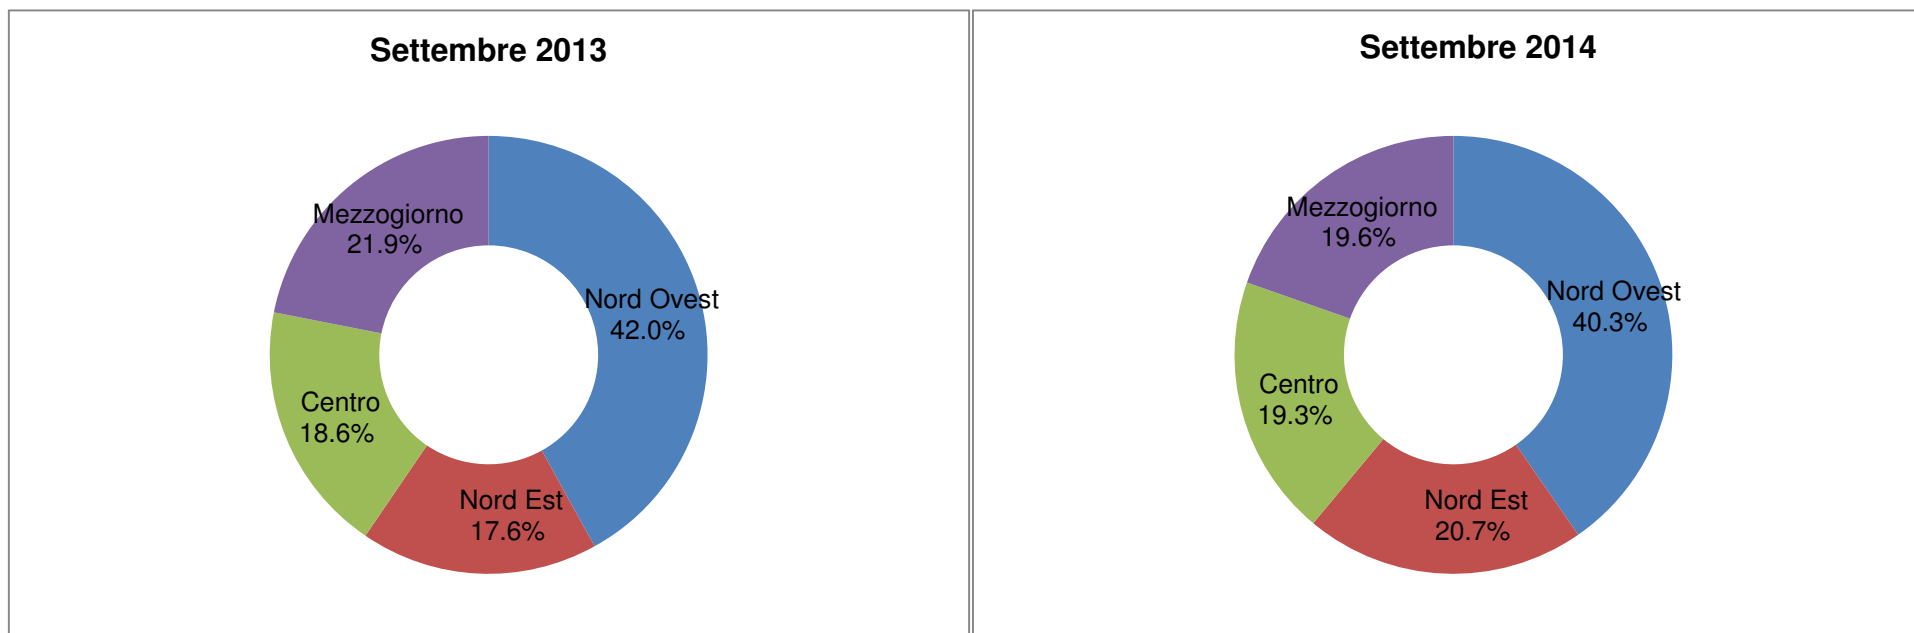 Settembre 2013
Mezzogiorno
21.9%
Nord Ovest
42.0%
Centro
18.6%
Nord Est
17.6%
Settembre 2014
Mezzogiorno
19.6%
Nord Ovest
40.3%
Centro
19.3%
Nord Est
20.7%